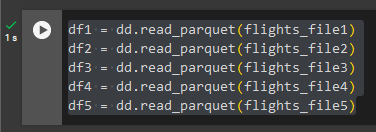 1 s
df1 = dd.read_parquet(flights_file1)
df2 = dd.read_parquet(flights_file2)
df3 = dd.read_parquet(flights_file3)
df4 = dd.read_parquet(flights_file4)
df5 = dd.read_parquet(flights_file5)